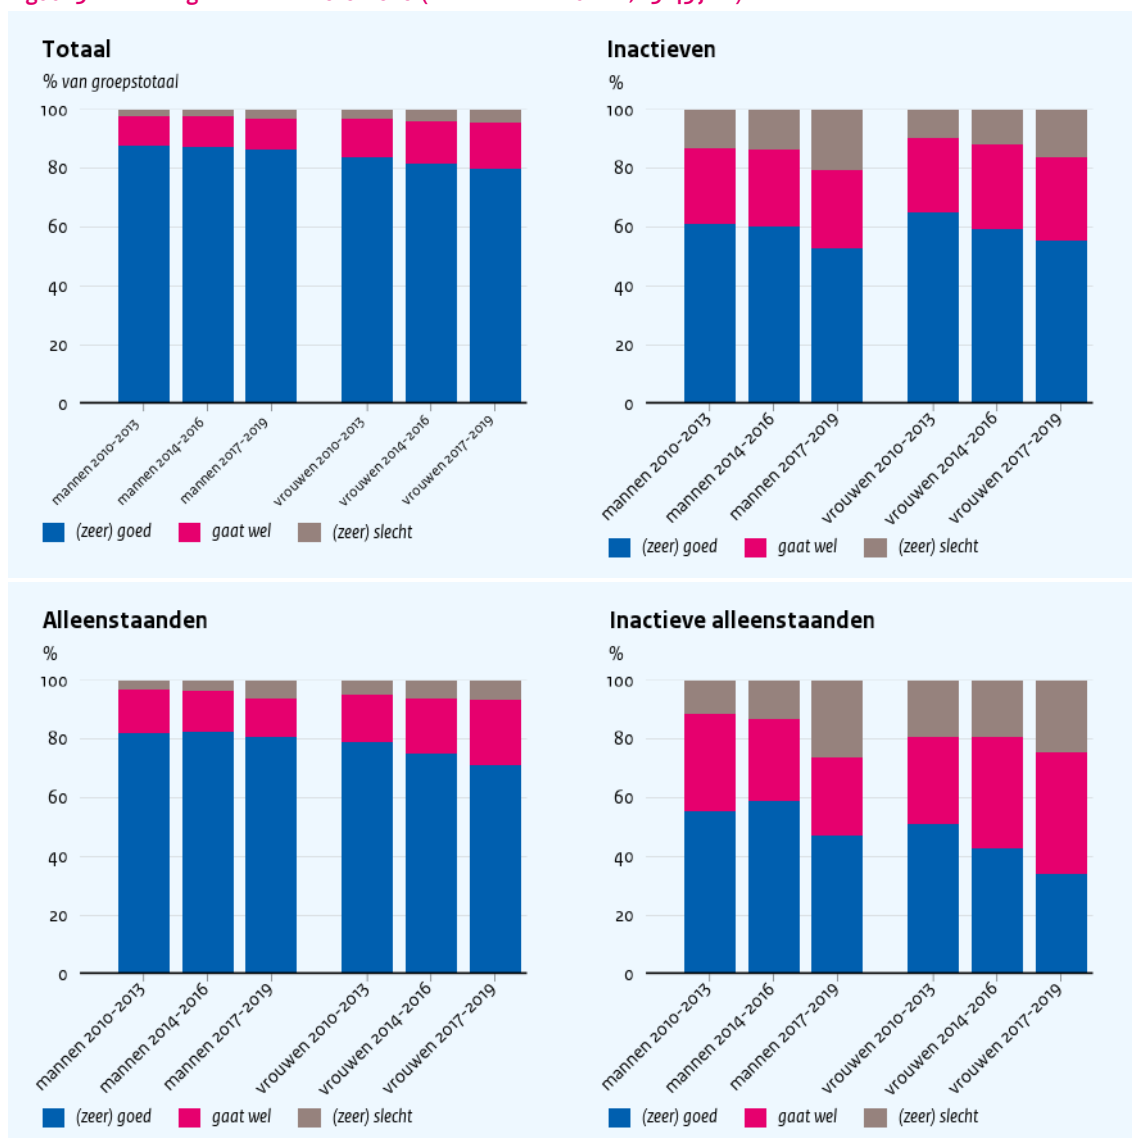 Totaal
% van groepstotaal
100
80
60
40
20
0
mannen 2010-2013
mannen 2014-2016
mannen 2017-2019
vrouwen 2010-2013
vrouwen 2014-2016
vrouwen 2017-2019
(zeer) goed gaat wel (zeer) slecht
Inactieven
%
100
80
60
40
20
0
mannen 2010-2013
mannen 2014-2016
mannen 2017-2019
vrouwen 2010-2013
vrouwen 2014-2016
vrouwen 2017-2019
(zeer) goed gaat wel (zeer) slecht
Alleenstaanden
%
100
80
60
40
20
0
mannen 2010-2013
mannen 2014-2016
mannen 2017-2019
vrouwen 2010-2013
vrouwen 2014-2016
vrouwen 2017-2019
(zeer) goed gaat wel (zeer) slecht
Inactieve alleenstaanden
%
100
80
60
40
20
0
mannen 2010-2013
mannen 2014-2016
mannen 2017-2019
vrouwen 2010-2013
vrouwen 2014-2016
vrouwen 2017-2019
(zeer) goed gaat wel (zeer) slecht